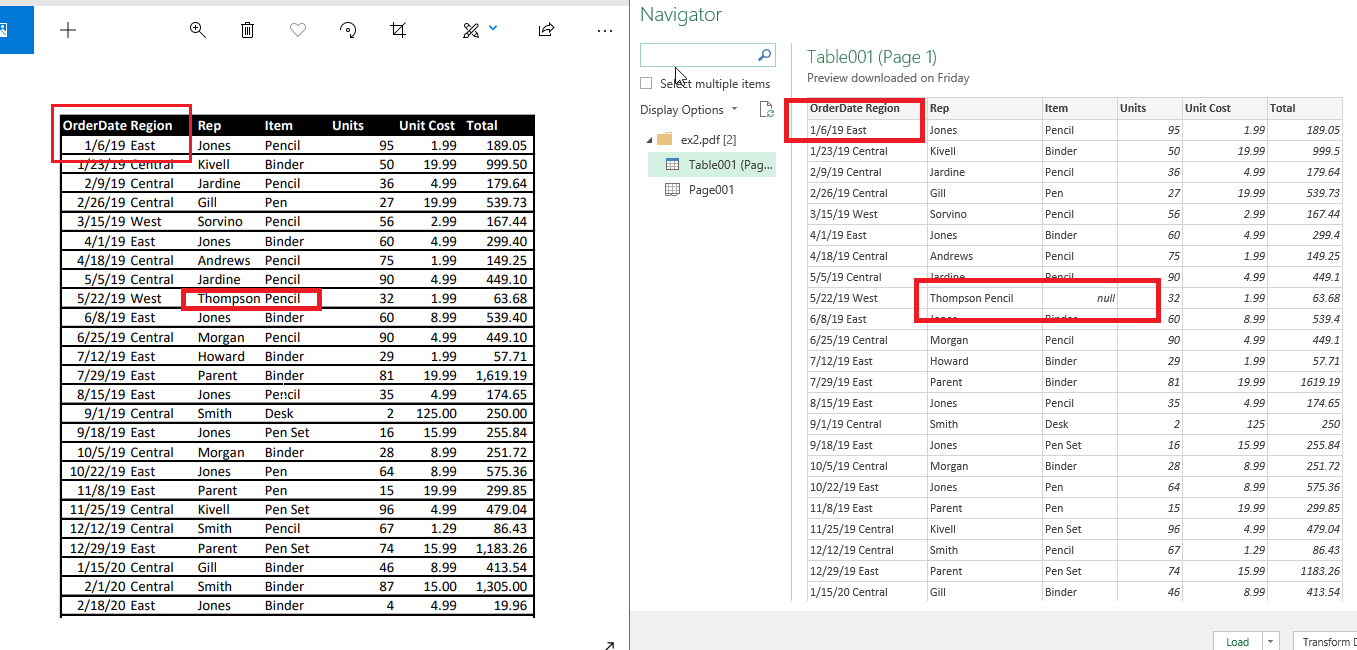 OrderDate Region Rep Item Units Unit Cost Total
1/6/19 East Jones Pencil 95 1.99 189.05
1/23/19 Central Kivell Binder 50 19.99 999.50
2/9/19 Central Jardine Pencil 36 4.99 179.64
2/26/19 Central Gill Pen 27 19.99 539.73
3/15/19 West Sorvino Pencil 56 2.99 167.44
4/1/19 East Jones Binder 60 4.99 299.40
4/18/19 Central Andrews Pencil 75 1.99 149.25
5/5/19 Central Jardine Pencil 90 4.99 449.10
5/22/19 West Thompson Pencil 32 1.99 63.68
6/8/19 East Jones Binder 60 8.99 539.40
6/25/19 Central Morgan Pencil 90 4.99 449.10
7/12/19 East Howard Binder 29 1.99 57.71
7/29/19 East Parent Binder 81 19.99 1,619.19
8/15/19 East Jones Pencil 35 4.99 174.65
9/1/19 Central Smith Desk 2 125.00 250.00
9/18/19 East Jones Pen Set 16 15.99 255.84
10/5/19 Central Morgan Binder 28 8.99 251.72
10/22/19 East Jones Pen 64 8.99 575.36
11/8/19 East Parent Pen 15 19.99 299.85
11/25/19 Central Kivell Pen Set 96 4.99 479.04
12/12/19 Central Smith Pencil 67 1.29 86.43
12/29/19 East Parent Pen Set 74 15.99 1,183.26
1/15/20 Central Gill Binder 46 8.99 413.54
2/1/20 Central Smith Binder 87 15.00 1,305.00
2/18/20 East Jones Binder 4 4.99 19.96
Navigator
Select multiple items
Display Options
ex2.pdf [2]
Table001 (Pag...
Page001
Table001 (Page 1)
Preview downloaded on Friday
OrderDate Region Rep Item Units Unit Cost Total
1/6/19 East Jones Pencil 95 1.99 189.05
1/23/19 Central Kivell Binder 50 19.99 999.5
2/9/19 Central Jardine Pencil 36 4.99 179.64
2/26/19 Central Gill Pen 27 19.99 539.73
3/15/19 West Sorvino Pencil 56 2.99 167.44
4/1/19 East Jones Binder 60 4.99 299.4
4/18/19 Central Andrews Pencil 75 1.99 149.25
5/5/19 Central Jardine Pencil 90 4.99 449.1
5/22/19 West Thompson Pencil null 32 1.99 63.68
6/8/19 East Jones Binder 60 8.99 539.4
6/25/19 Central Morgan Pencil 90 4.99 449.1
7/12/19 East Howard Binder 29 1.99 57.71
7/29/19 East Parent Binder 81 19.99 1619.19
8/15/19 East Jones Pencil 35 4.99 174.65
9/1/19 Central Smith Desk 2 125 250
9/18/19 East Jones Pen Set 16 15.99 255.84
10/5/19 Central Morgan Binder 28 8.99 251.72
10/22/19 East Jones Pen 64 8.99 575.36
11/8/19 East Parent Pen 15 19.99 299.85
11/25/19 Central Kivell Pen Set 96 4.99 479.04
12/12/19 Central Smith Pencil 67 1.29 86.43
12/29/19 East Parent Pen Set 74 15.99 1183.26
1/15/20 Central Gill Binder 46 8.99 413.54
Load
Transform D